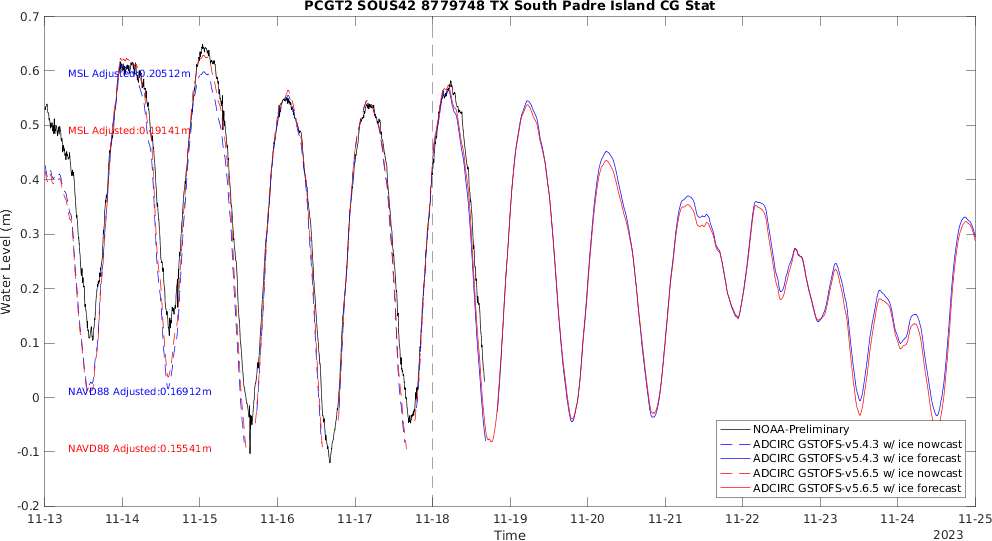 PCGT2 SOUS42 8779748 TX South Padre Island CG Stat
Water Level (m)
0.7
0.6
0.5
0.4
0.3
0.2
0.1
0
-0.1
-0.2
MSL Adjusted:0.20512m
MSL Adjusted:0.19141m
NAVD88 Adjusted:0.16912m
NAVD88 Adjusted:0.15541m
NOAA-Preliminary
ADCIRC GSTOFS-v5.4.3 w/ ice nowcast
ADCIRC GSTOFS-v5.4.3 w/ ice forecast
ADCIRC GSTOFS-v5.6.5 w/ ice nowcast
ADCIRC GSTOFS-v5.6.5 w/ ice forecast
11-13 11-14 11-15 11-16 11-17 11-18 11-19 11-20 11-21 11-22 11-23 11-24 11-25
Time
2023